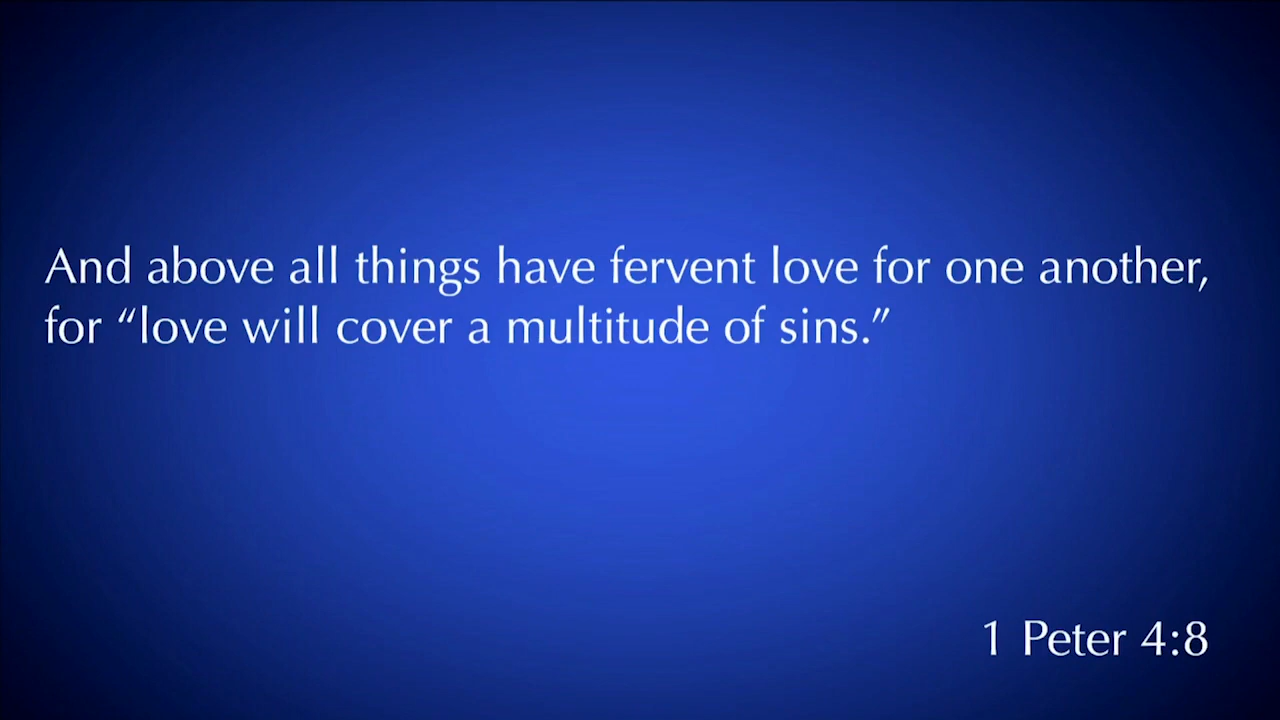 And above all things have fervent love for one another,
for “love will cover a multitude of sins.”
1 Peter 4:8